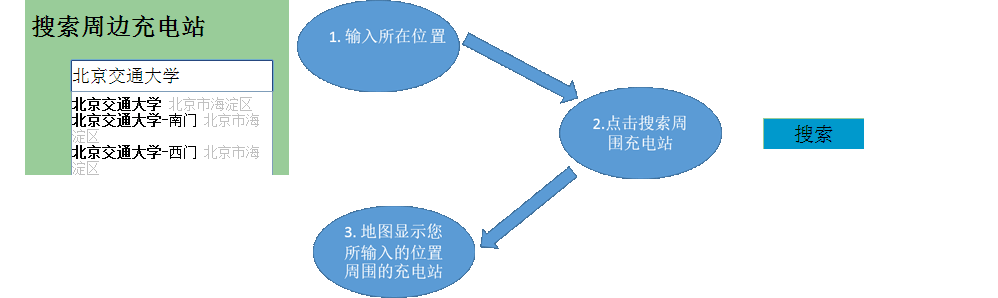 搜索周边充电站
北京交通大学
北京交通大学 北京市海淀区
北京交通大学-南门 北京市海
淀区
北京交通大学-西门 北京市海
淀区
1. 输入所在位置
2.点击搜索周
围充电站
搜索
3. 地图显示您
所输入的位置
周围的充电站